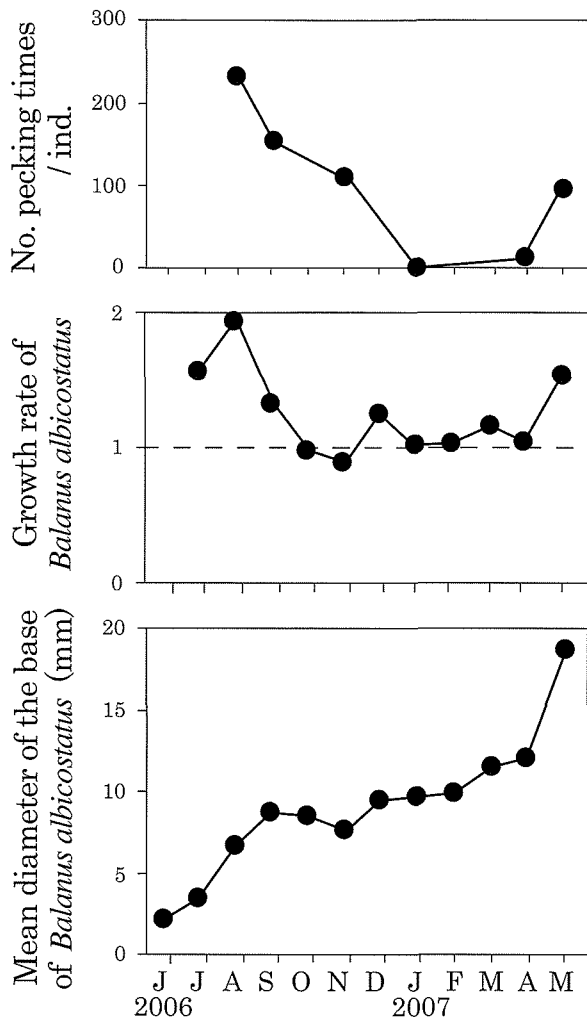 No. pecking times
/ ind.
300
200
100
0
Growth rate of
Balanus albicostatus
2
1
0
Mean diameter of the base
of Balanus albicostatus (mm)
20
15
10
5
0
J J A S O N D J F M A M
2006 2007